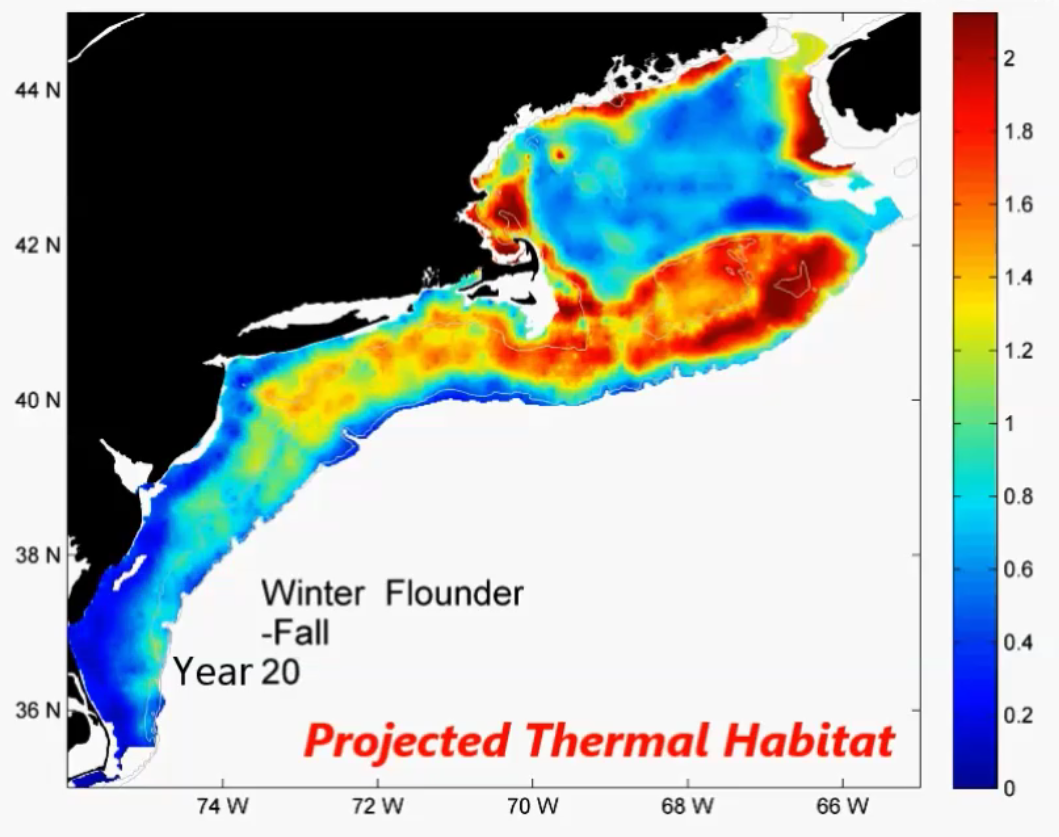 44 N
42 N
40 N
38 N
36 N
74 W
72 W
70 W
68 W
66 W
Winter Flounder
-Fall
Year 20
Projected Thermal Habitat
2
1.8
1.6
1.4
1.2
1
0.8
0.6
0.4
0.2
0